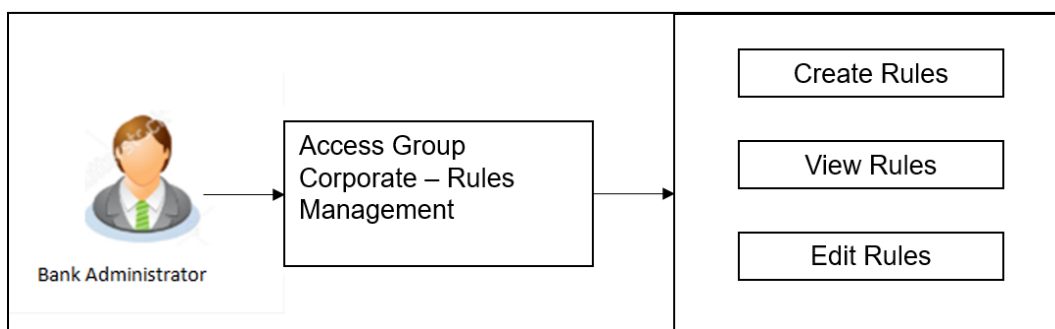 Bank Administrator
Access Group
Corporate – Rules
Management
Create Rules
View Rules
Edit Rules